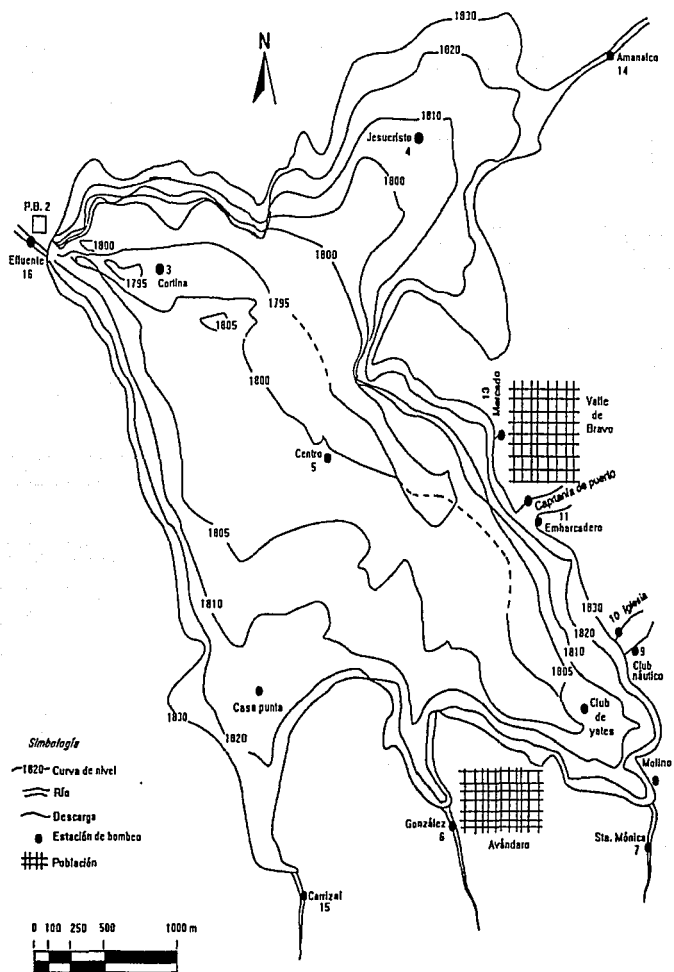 N
1830
1820
Amanalco
14
1810
Jesucristo
4
1800
P.B. 2
Efluente
16
1800
1795
3
Cortina
1800
1795
1805
1800
13
Mercado
Valle
de
Bravo
Centro
5
Capitanía de puerto
11
Embarcadero
1805
1810
1830
10 Iglesia
1820
9
Club
náutico
1810
1805
Casa punta
1830
1820
Club
de
yates
Molino
Simbología
1820 Curva de nivel
Río
Descarga
Estación de bombeo
Población
González
6
Avándaro
Sta. Mónica
7
Carrizal
15
0 100 250 500 1000 m